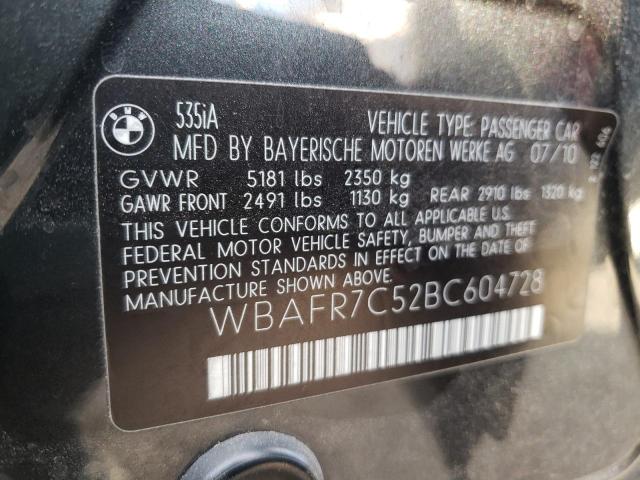 BMW
535iA
VEHICLE TYPE: PASSENGER CAR
MFD BY BAYERISCHE MOTOREN WERKE AG 07/10
GVWR 5181 lbs 2350 kg
GAWR FRONT 2491 lbs 1130 kg REAR 2910 lbs 1320 kg
THIS VEHICLE CONFORMS TO ALL APPLICABLE U.S.
FEDERAL MOTOR VEHICLE SAFETY, BUMPER AND THEFT
PREVENTION STANDARDS IN EFFECT ON THE DATE OF
MANUFACTURE SHOWN ABOVE.
WBAFR7C52BC604728